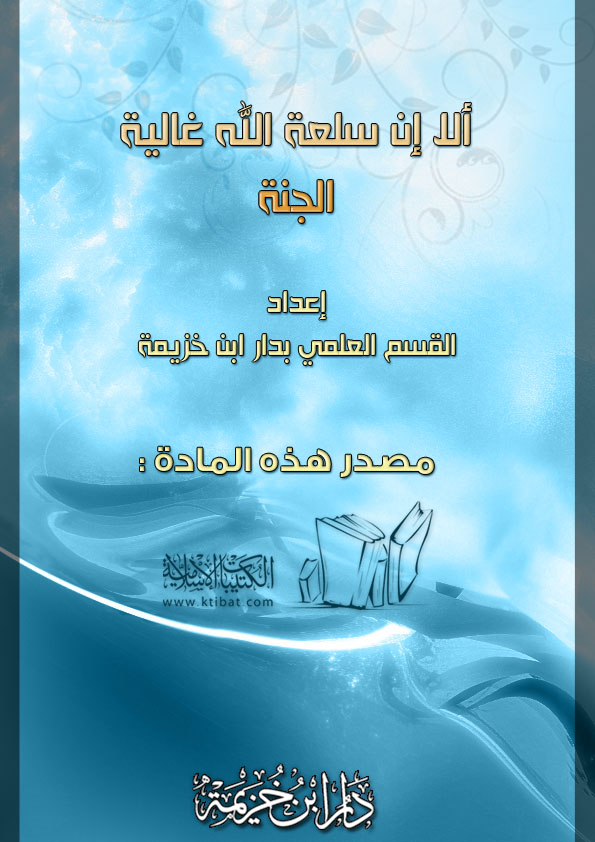 ألا إن سلعة الله غالية
الجنة
إعداد
القسم العلمي بدار ابن خزيمة
مصدر هذه المادة :
الكتيبات الإسلامية
www.ktibat.com
دار ابن خزيمة